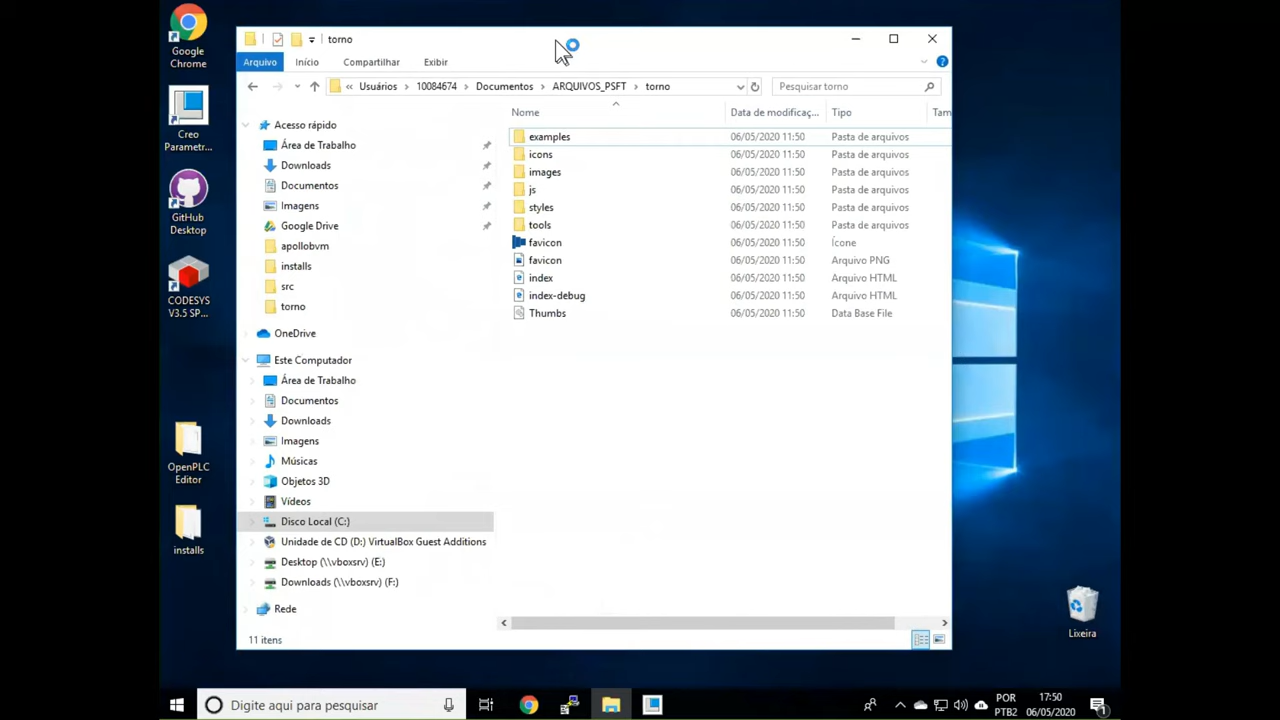 Google
Chrome
Creo
Parametr...
GitHub
Desktop
CODESYS
V3.5 SP...
OpenPLC
Editor
installs
torno
Arquivo Início Compartilhar Exibir
« Usuários > 10084674 > Documentos > ARQUIVOS_PSFT > torno
Pesquisar torno
Acesso rápido
Área de Trabalho
Downloads
Documentos
Imagens
Google Drive
apollobvm
installs
src
torno
OneDrive
Este Computador
Área de Trabalho
Documentos
Downloads
Imagens
Músicas
Objetos 3D
Vídeos
Disco Local (C:)
Unidade de CD (D:) VirtualBox Guest Additions
Desktop (\\vboxsrv) (E:)
Downloads (\\vboxsrv) (F:)
Rede
Nome Data de modificaç... Tipo Tam
examples 06/05/2020 11:50 Pasta de arquivos
icons 06/05/2020 11:50 Pasta de arquivos
images 06/05/2020 11:50 Pasta de arquivos
js 06/05/2020 11:50 Pasta de arquivos
styles 06/05/2020 11:50 Pasta de arquivos
tools 06/05/2020 11:50 Pasta de arquivos
favicon 06/05/2020 11:50 Ícone
favicon 06/05/2020 11:50 Arquivo PNG
index 06/05/2020 11:50 Arquivo HTML
index-debug 06/05/2020 11:50 Arquivo HTML
Thumbs 06/05/2020 11:50 Data Base File
11 itens
Lixeira
Digite aqui para pesquisar
POR
PTB2
17:50
06/05/2020
1